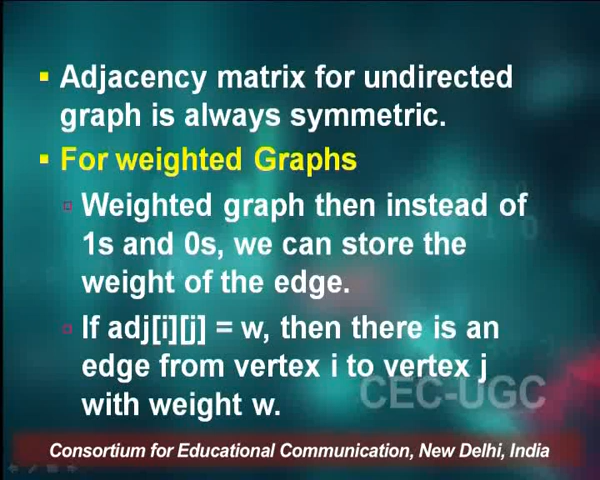 Adjacency matrix for undirected
graph is always symmetric.
For weighted Graphs
Weighted graph then instead of
1s and 0s, we can store the
weight of the edge.
If adj[i][j] = w, then there is an
edge from vertex i to vertex j
with weight w.
CEC-UGC
Consortium for Educational Communication, New Delhi, India